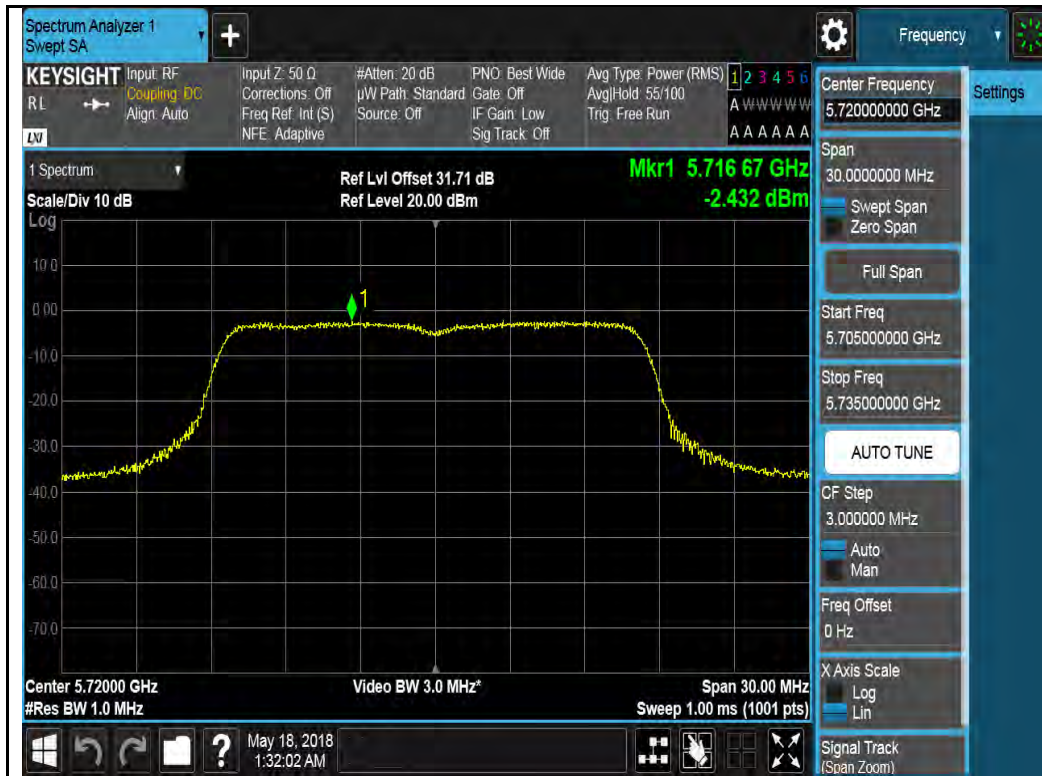 Spectrum Analyzer 1
Swept SA
+
Frequency
KEYSIGHT
RL
LXI
Input: RF
Coupling: DC
Align: Auto
Input Z: 50 Ω
Corrections: Off
Freq Ref: Int (S)
NFE: Adaptive
#Atten: 20 dB
µW Path: Standard
Source: Off
PNO: Best Wide
Gate: Off
IF Gain: Low
Sig Track: Off
Avg Type: Power (RMS)
Avg|Hold: 55/100
Trig: Free Run
1 2 3 4 5 6
A W W W W W
A A A A A A
1 Spectrum
Scale/Div 10 dB
Ref Lvl Offset 31.71 dB
Ref Level 20.00 dBm
Mkr1 5.716 67 GHz
-2.432 dBm
Log
10.0
0.00
-10.0
-20.0
-30.0
-40.0
-50.0
-60.0
-70.0
1
Center 5.72000 GHz
#Res BW 1.0 MHz
Video BW 3.0 MHz*
Span 30.00 MHz
Sweep 1.00 ms (1001 pts)
?
May 18, 2018
1:32:02 AM
Center Frequency
5.720000000 GHz
Span
30.0000000 MHz
Swept Span
Zero Span
Full Span
Start Freq
5.705000000 GHz
Stop Freq
5.735000000 GHz
AUTO TUNE
CF Step
3.000000 MHz
Auto
Man
Freq Offset
0 Hz
X Axis Scale
Log
Lin
Signal Track
(Span Zoom)
Settings